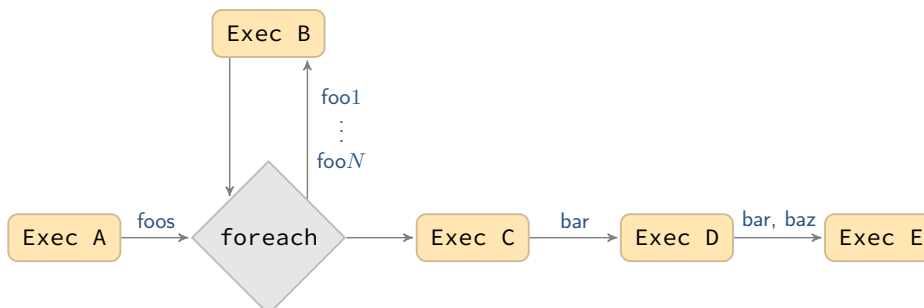 Exec B
foo1
⋮
fooN
Exec A
foos
foreach
Exec C
bar
Exec D
bar, baz
Exec E